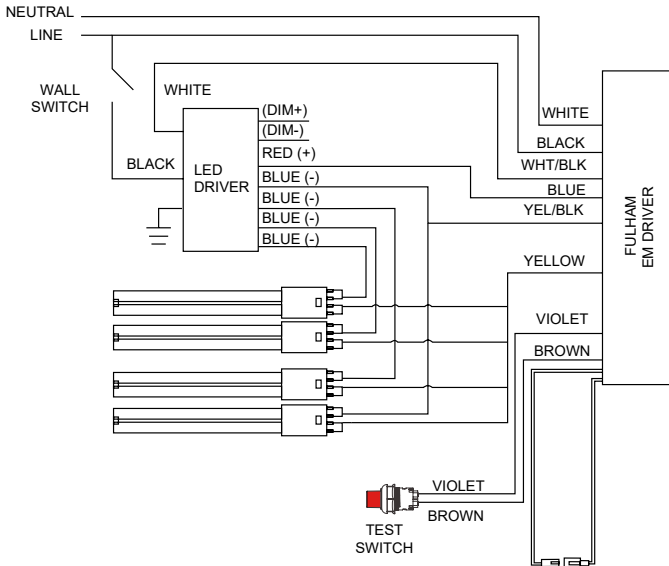 NEUTRAL
LINE
WALL
SWITCH
WHITE
BLACK
LED
DRIVER
(DIM+)
(DIM-)
RED (+)
BLUE (-)
BLUE (-)
BLUE (-)
BLUE (-)
WHITE
BLACK
WHT/BLK
BLUE
YEL/BLK
YELLOW
VIOLET
BROWN
FULHAM
EM DRIVER
VIOLET
BROWN
TEST
SWITCH